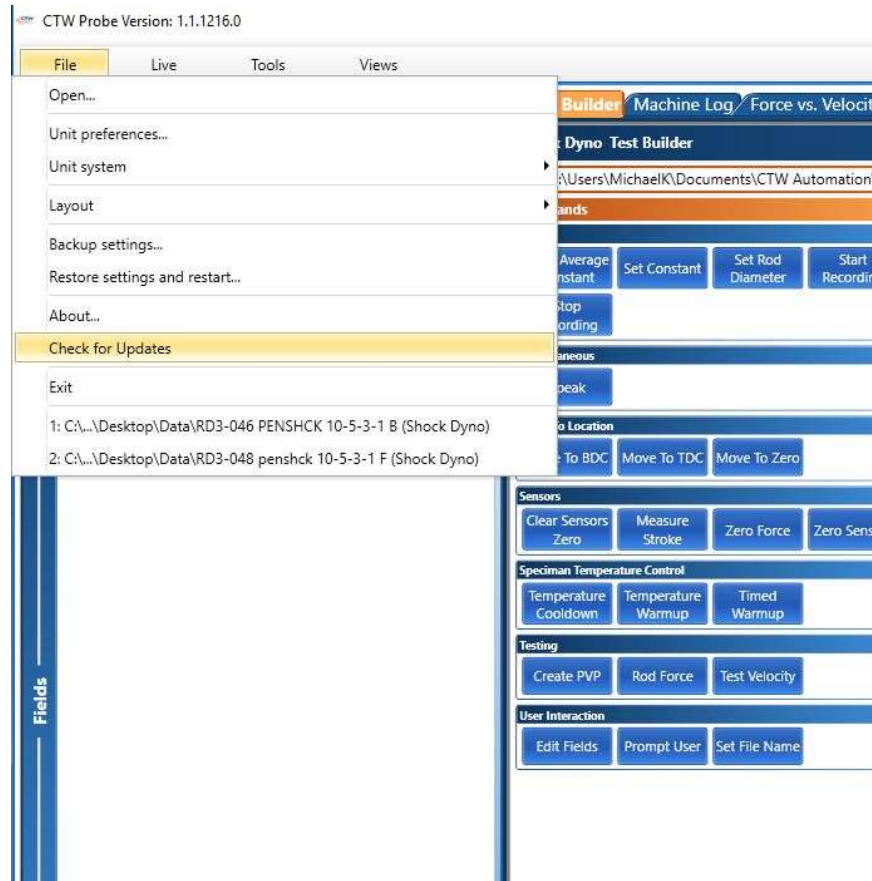 CTW Probe Version: 1.1.1216.0
File Live Tools Views
Open...
Unit preferences...
Unit system
Layout
Backup settings...
Restore settings and restart...
About...
Check for Updates
Exit
1: C:\...\Desktop\Data\RD3-046 PENSHCK 10-5-3-1 B (Shock Dyno)
2: C:\...\Desktop\Data\RD3-048 penshck 10-5-3-1 F (Shock Dyno)
Fields
Builder Machine Log Force vs. Velocit
Dyno Test Builder
:\Users\MichaelK\Documents\CTW Automation\
ands
Average
nstant
Set Constant
Set Rod
Diameter
Start
Recordin
Stop
ording
aneous
peak
o Location
To BDC
Move To TDC
Move To Zero
Sensors
Clear Sensors
Zero
Measure
Stroke
Zero Force
Zero Sens
Speciman Temperature Control
Temperature
Cooldown
Temperature
Warmup
Timed
Warmup
Testing
Create PVP
Rod Force
Test Velocity
User Interaction
Edit Fields
Prompt User
Set File Name